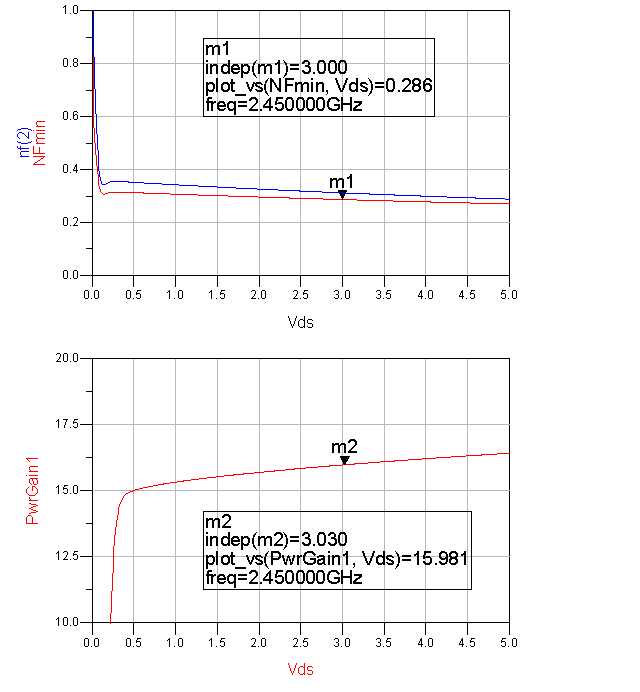 1.0
0.8
0.6
0.4
0.2
0.0
nf(2)
NFmin
m1
indep(m1)=3.000
plot_vs(NFmin, Vds)=0.286
freq=2.450000GHz
m1
0.0 0.5 1.0 1.5 2.0 2.5 3.0 3.5 4.0 4.5 5.0
Vds
20.0
17.5
15.0
12.5
10.0
PwrGain1
m2
m2
indep(m2)=3.030
plot_vs(PwrGain1, Vds)=15.981
freq=2.450000GHz
0.0 0.5 1.0 1.5 2.0 2.5 3.0 3.5 4.0 4.5 5.0
Vds